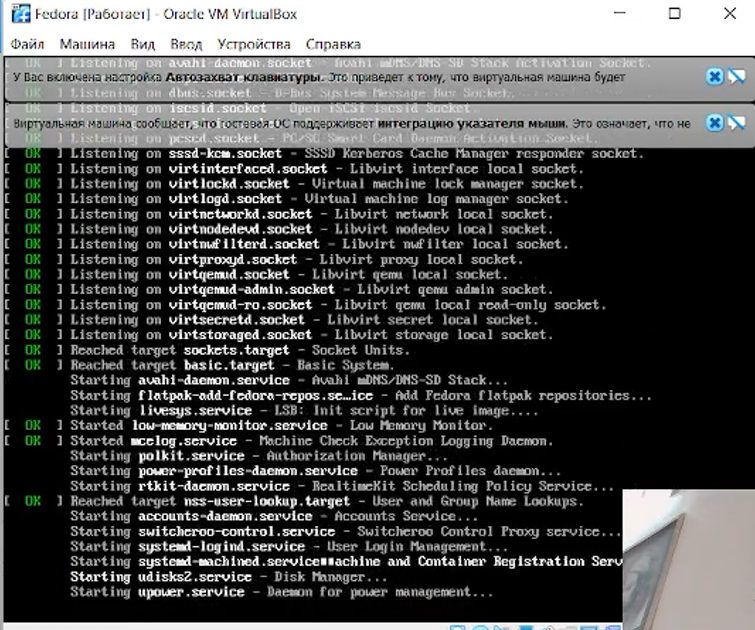 Fedora [Работает] - Oracle VM VirtualBox
Файл Машина Вид Ввод Устройства Справка
[ OK ] Listening on avahi-daemon.socket - Avahi mDNS/DNS-SD Stack Activation Socket.
У Вас включена настройка Автозахват клавиатуры. Это приведет к тому, что виртуальная машина будет
[ OK ] Listening on dbus.socket - D-Bus System Message Bus Socket.
[ OK ] Listening on iscsid.socket - Open-iSCSI iscsid Socket.
Виртуальная машина сообщает, что гостевая ОС поддерживает интеграцию указателя мыши. Это означает, что не
[ OK ] Listening on pcscd.socket - PC/SC Smart Card Daemon Activation Socket.
[ OK ] Listening on sssd-kcm.socket - SSSD Kerberos Cache Manager responder socket.
[ OK ] Listening on virtinterfaced.socket - Libvirt interface local socket.
[ OK ] Listening on virtlockd.socket - Virtual machine lock manager socket.
[ OK ] Listening on virtlogd.socket - Virtual machine log manager socket.
[ OK ] Listening on virtnetworkd.socket - Libvirt network local socket.
[ OK ] Listening on virtnodedevd.socket - Libvirt nodedev local socket.
[ OK ] Listening on virtnwfilterd.socket - Libvirt nwfilter local socket.
[ OK ] Listening on virtproxyd.socket - Libvirt proxy local socket.
[ OK ] Listening on virtqemud.socket - Libvirt qemu local socket.
[ OK ] Listening on virtqemud-admin.socket - Libvirt qemu admin socket.
[ OK ] Listening on virtqemud-ro.socket - Libvirt qemu local read-only socket.
[ OK ] Listening on virtsecretd.socket - Libvirt secret local socket.
[ OK ] Listening on virtstoraged.socket - Libvirt storage local socket.
[ OK ] Reached target sockets.target - Socket Units.
[ OK ] Reached target basic.target - Basic System.
Starting avahi-daemon.service - Avahi mDNS/DNS-SD Stack...
Starting flatpak-add-fedora-repos.se…ice - Add Fedora flatpak repositories...
Starting livesys.service - LSB: Init script for live image....
[ OK ] Started low-memory-monitor.service - Low Memory Monitor.
[ OK ] Started mcelog.service - Machine Check Exception Logging Daemon.
Starting polkit.service - Authorization Manager...
Starting power-profiles-daemon.service - Power Profiles daemon...
Starting rtkit-daemon.service - RealtimeKit Scheduling Policy Service...
[ OK ] Reached target nss-user-lookup.target - User and Group Name Lookups.
Starting accounts-daemon.service - Accounts Service...
Starting switcheroo-control.service - Switcheroo Control Proxy service...
Starting systemd-logind.service - User Login Management...
Starting systemd-machined.service■■achine and Container Registration Serv
Starting udisks2.service - Disk Manager...
Starting upower.service - Daemon for power management...